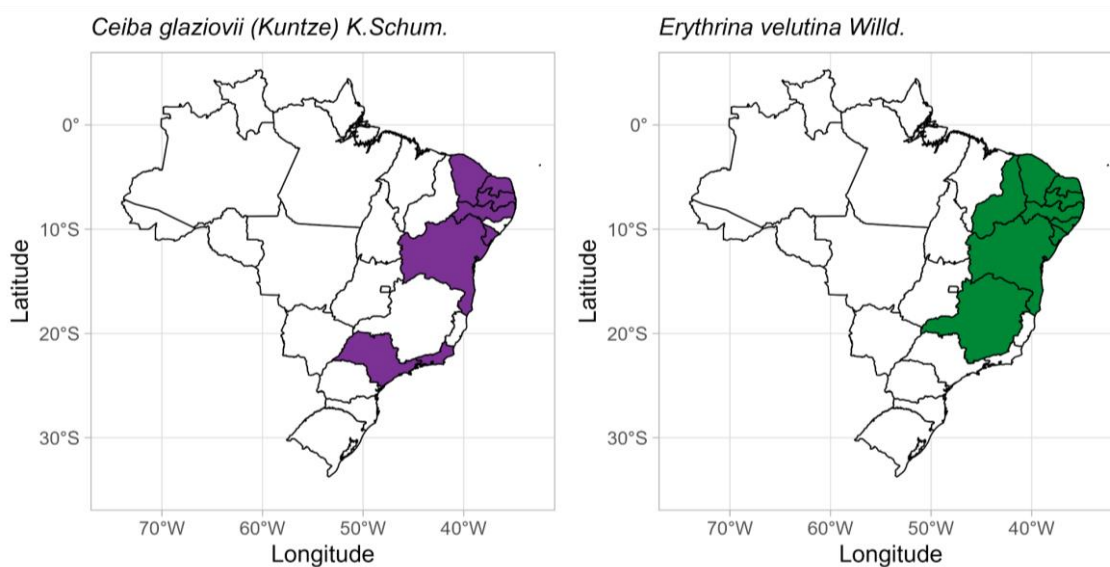 Ceiba glaziovii (Kuntze) K.Schum.
0°
10°S
20°S
30°S
Latitude
70°W 60°W 50°W 40°W
Longitude
Erythrina velutina Willd.
0°
10°S
20°S
30°S
Latitude
70°W 60°W 50°W 40°W
Longitude